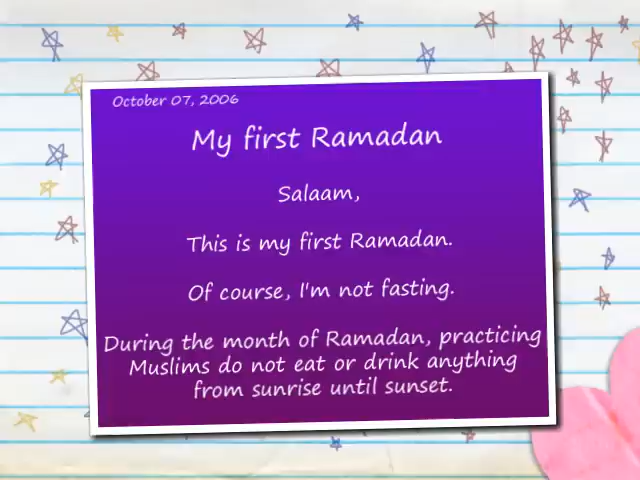 October 07, 2006
My first Ramadan
Salaam,
This is my first Ramadan.
Of course, I'm not fasting.
During the month of Ramadan, practicing
Muslims do not eat or drink anything
from sunrise until sunset.